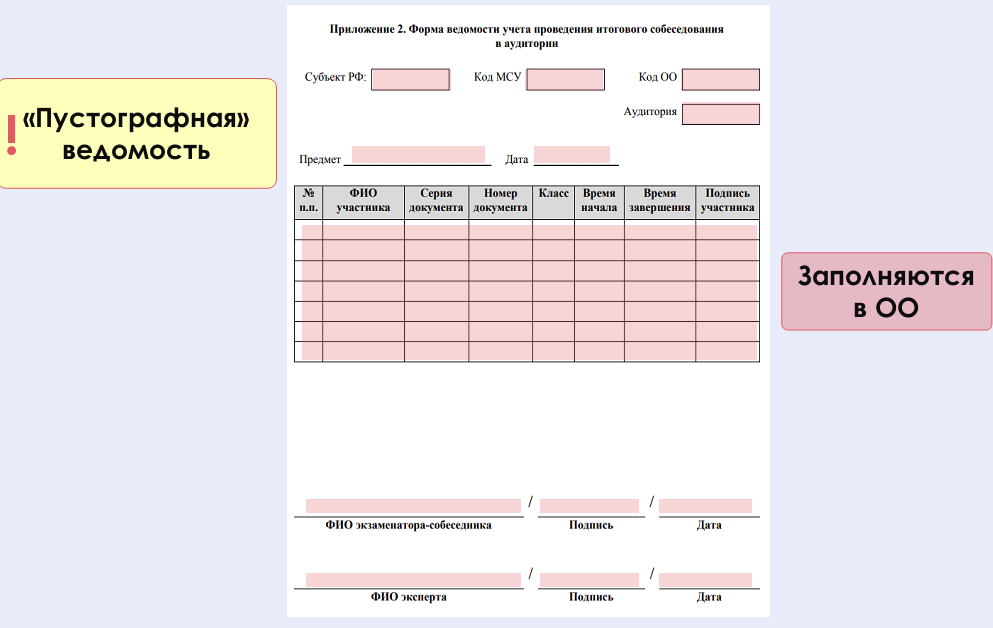 Приложение 2. Форма ведомости учета проведения итогового собеседования
в аудитории
Субъект РФ: Код МСУ Код ОО
Аудитория
!
«Пустографная»
ведомость
Предмет Дата
№ п.п. ФИО участника Серия документа Номер документа Класс Время начала Время завершения Подпись участника
Заполняются
в ОО
/ /
ФИО экзаменатора-собеседника Подпись Дата
/ /
ФИО эксперта Подпись Дата